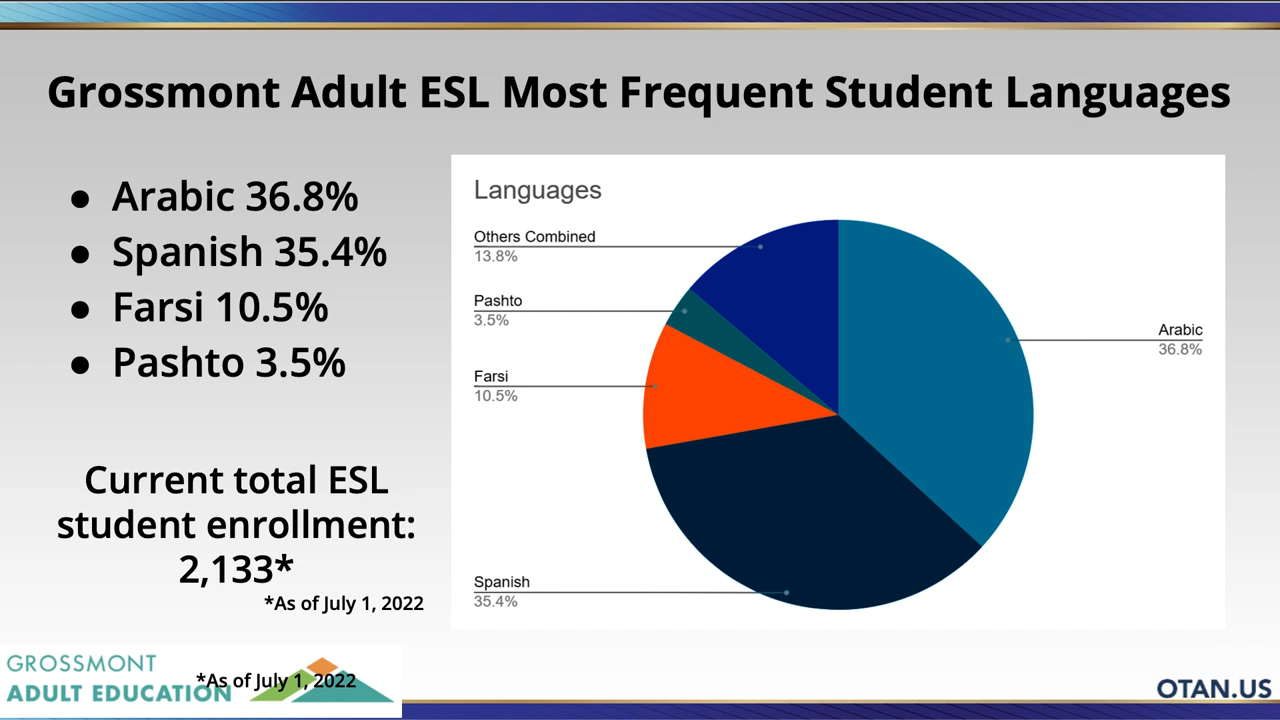 Grossmont Adult ESL Most Frequent Student Languages
● Arabic 36.8%
● Spanish 35.4%
● Farsi 10.5%
● Pashto 3.5%
Current total ESL
student enrollment:
2,133*
*As of July 1, 2022
Languages
Others Combined
13.8%
Pashto
3.5%
Farsi
10.5%
Spanish
35.4%
Arabic
36.8%
GROSSMONT
ADULT EDUCATION
*As of July 1, 2022
OTAN.US